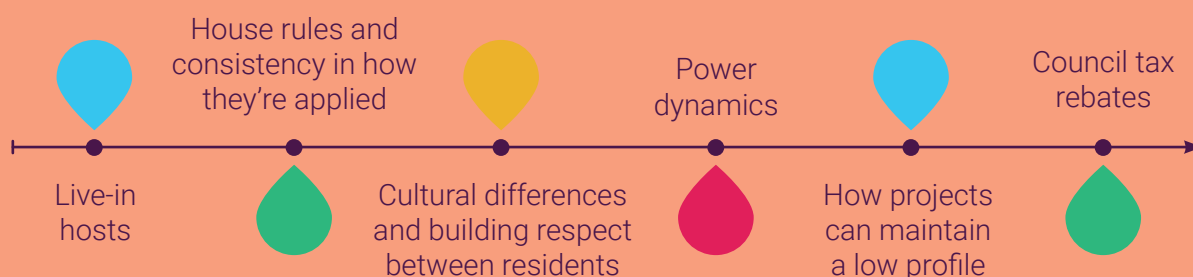 Live-in
hosts
House rules and
consistency in how
they're applied
Cultural differences
and building respect
between residents
Power
dynamics
How projects
can maintain
a low profile
Council tax
rebates